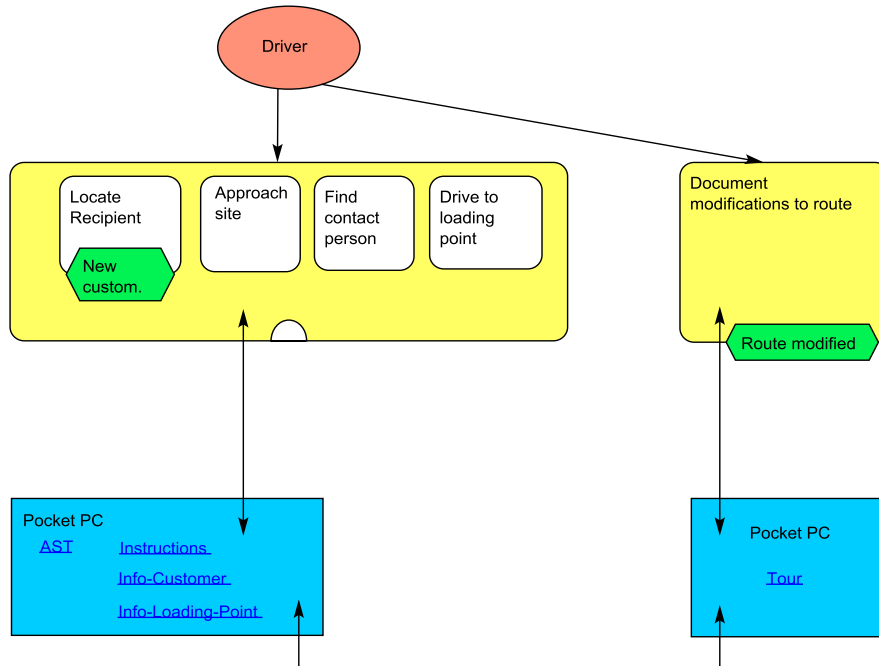 Driver
Locate
Recipient
New
custom.
Approach
site
Find
contact
person
Drive to
loading
point
Document
modifications to route
Route modified
Pocket PC
AST
Instructions
Info-Customer
Info-Loading-Point
Pocket PC
Tour